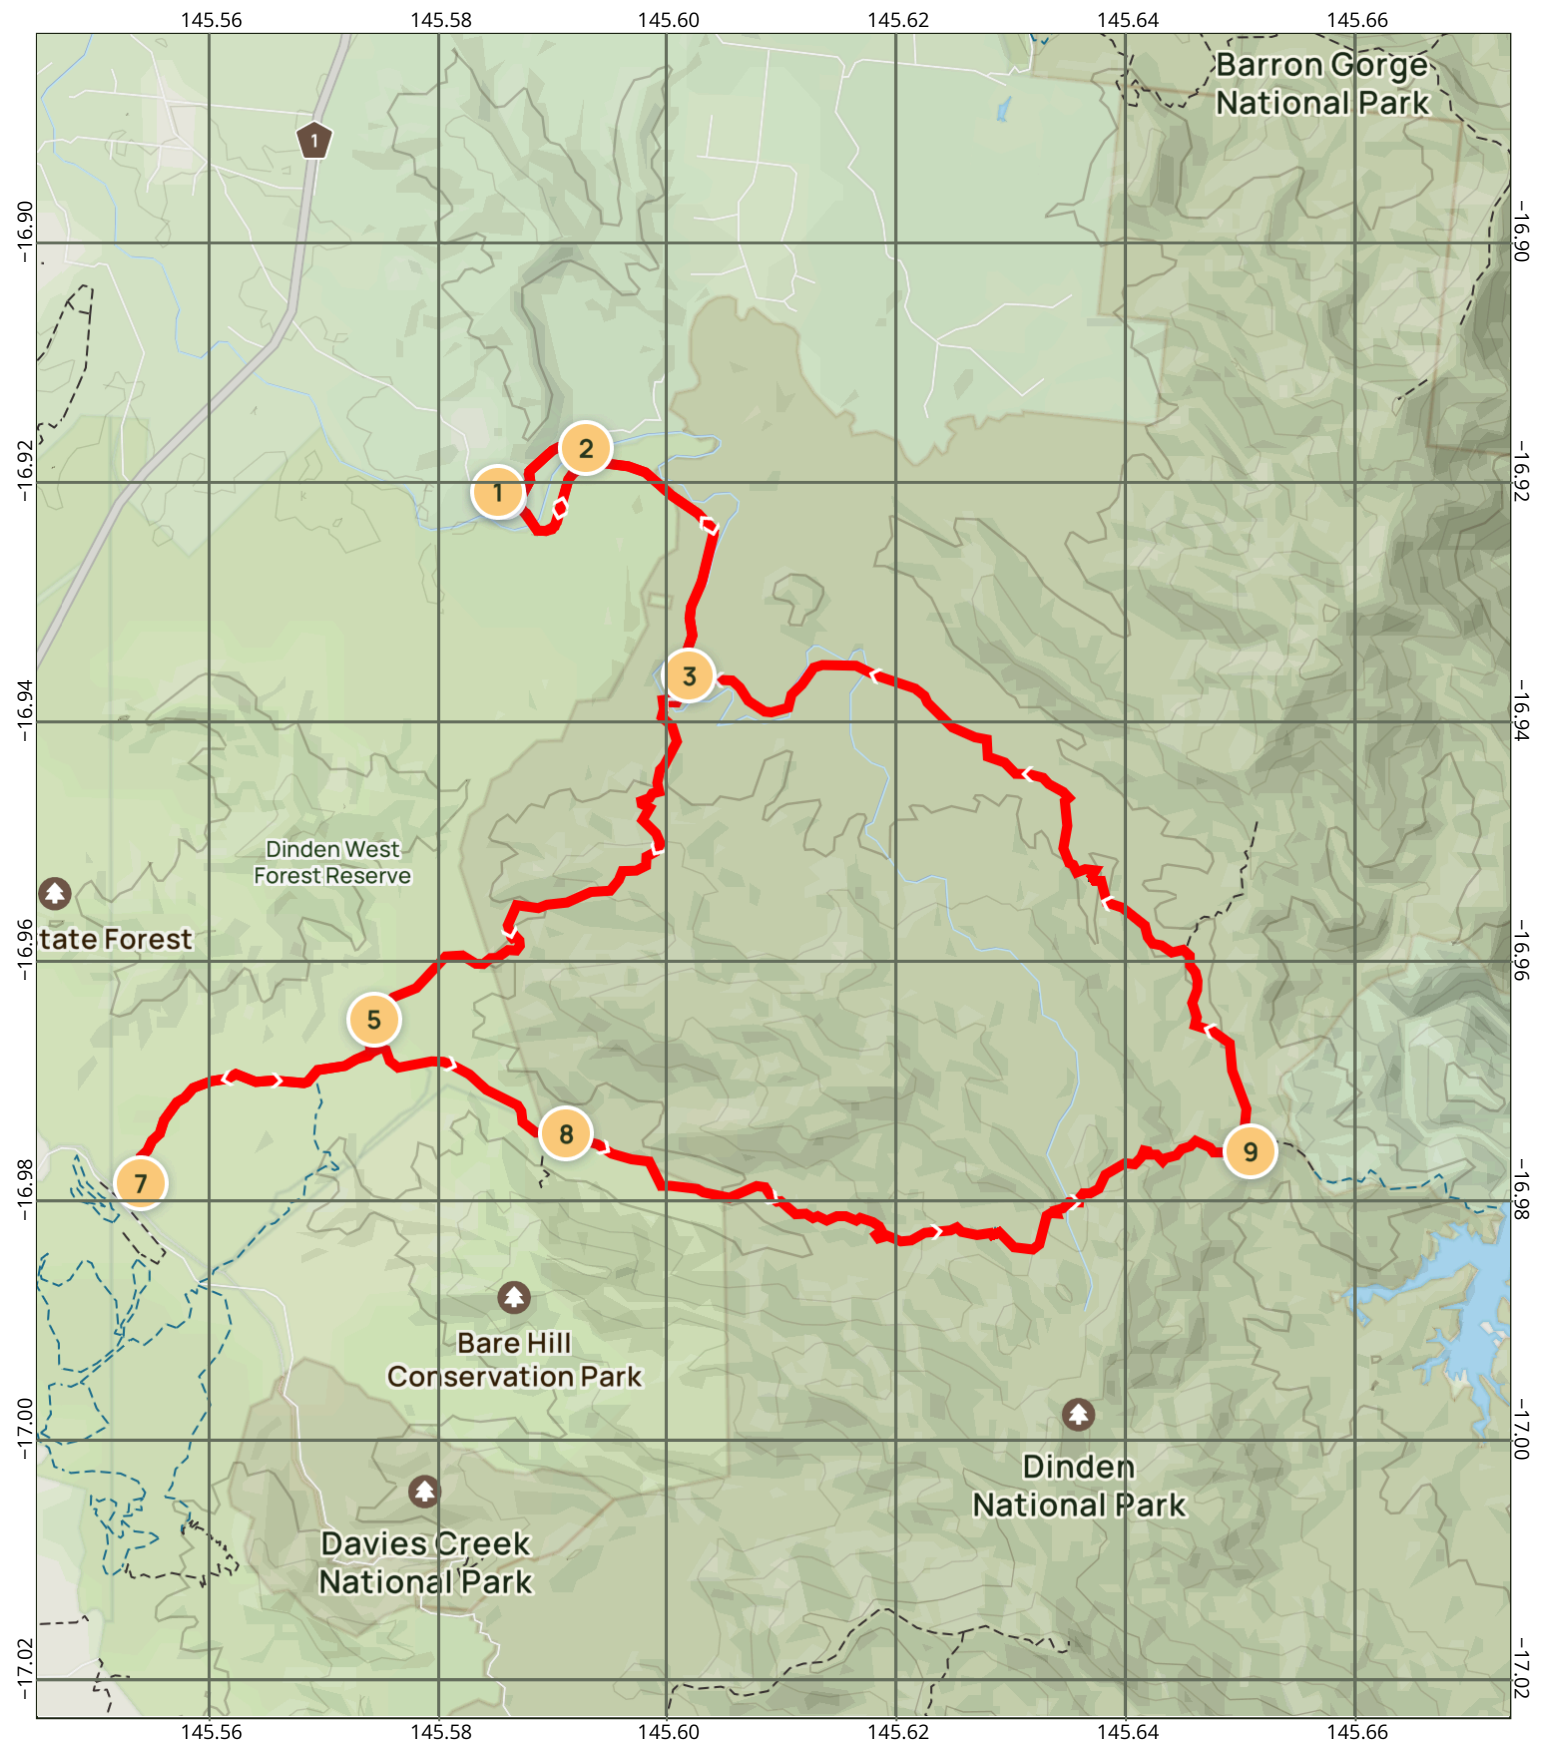 145.56 145.58 145.60 145.62 145.64 145.66
Barron Gorge
National Park
1
−16.90 −16.90
2
1
−16.92 −16.92
3
−16.94 −16.94
Dinden West
Forest Reserve
tate Forest
−16.96 −16.96
5
8
9
7
−16.98 −16.98
Bare Hill
Conservation Park
−17.00 −17.00
Dinden
National Park
Davies Creek
National Park
−17.02 −17.02
145.56 145.58 145.60 145.62 145.64 145.66